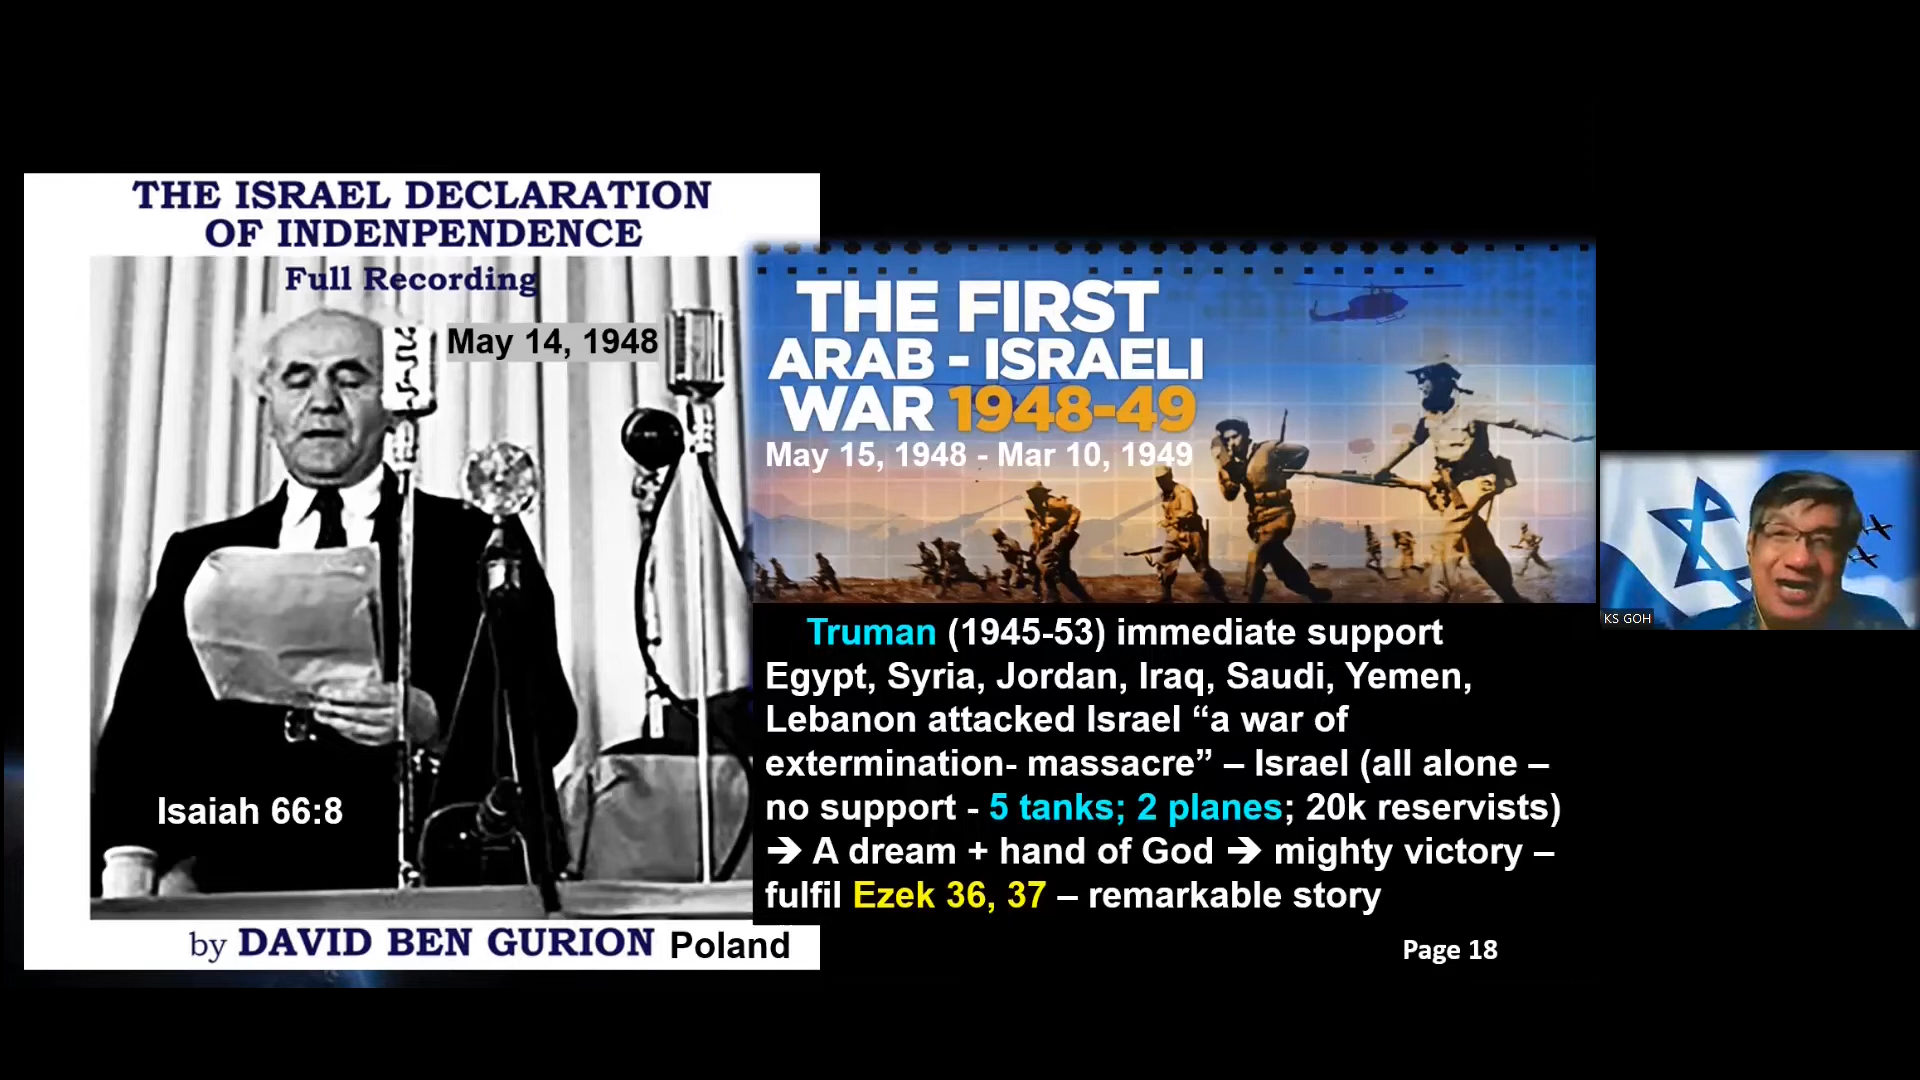 THE ISRAEL DECLARATION
OF INDENPENDENCE
Full Recording
May 14, 1948
Isaiah 66:8
by DAVID BEN GURION Poland
THE FIRST
ARAB - ISRAELI
WAR 1948-49
May 15, 1948 - Mar 10, 1949
Truman (1945-53) immediate support
Egypt, Syria, Jordan, Iraq, Saudi, Yemen,
Lebanon attacked Israel “a war of
extermination- massacre” – Israel (all alone –
no support - 5 tanks; 2 planes; 20k reservists)
➔ A dream + hand of God ➔ mighty victory –
fulfil Ezek 36, 37 – remarkable story
Page 18
KS GOH